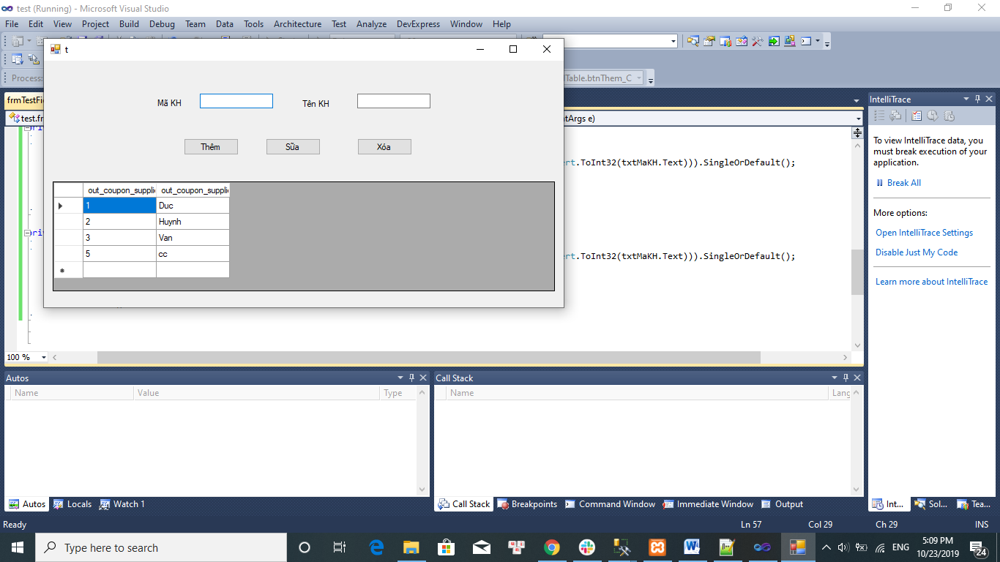 test (Running) - Microsoft Visual Studio
File Edit View Project Build Debug Team Data Tools Architecture Test Analyze DevExpress Window Help
t
Process:
lTable.btnThem_C
frmTestFi
Mã KH
Tên KH
IntelliTrace
test.fr
ntArgs e)
Thêm
Sữa
Xóa
To view IntelliTrace data, you
must break execution of your
application.
ert.ToInt32(txtMaKH.Text))).SingleOrDefault();
Break All
out_coupon_supplie out_coupon_supplie
1 Duc
More options:
2 Huynh
Open IntelliTrace Settings
3 Van
Disable Just My Code
5 cc
ert.ToInt32(txtMaKH.Text))).SingleOrDefault();
Learn more about IntelliTrace
100 %
Autos
Call Stack
Name Value Type
Name Lang
Autos Locals Watch 1
Call Stack Breakpoints Command Window Immediate Window Output
Int... Sol... Tea...
Ready
Ln 57 Col 29 Ch 29 INS
Type here to search
ENG
5:09 PM
10/23/2019
24